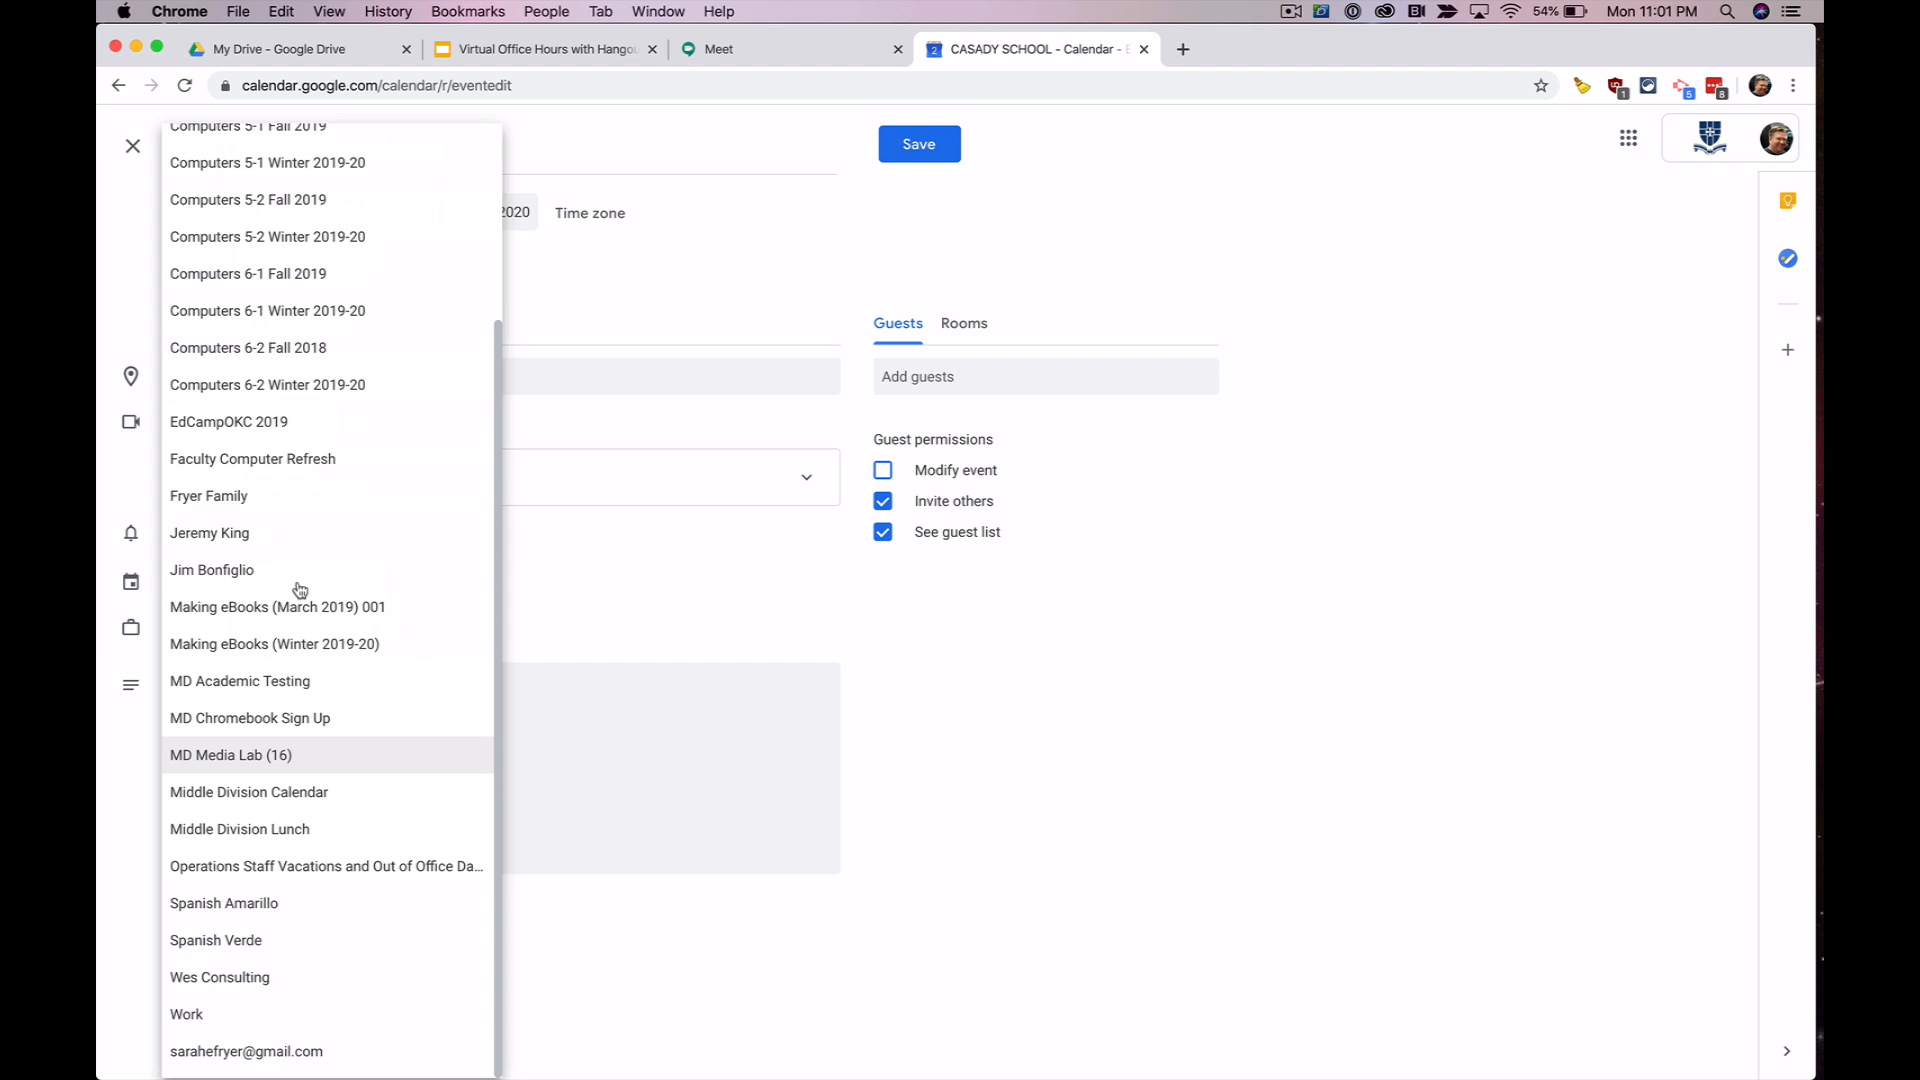 Chrome File Edit View History Bookmarks People Tab Window Help 54% Mon 11:01 PM
My Drive - Google Drive
Virtual Office Hours with Hangou
Meet
2 CASADY SCHOOL - Calendar - E
calendar.google.com/calendar/r/eventedit
1
5
8
Computers 5-1 Fall 2019
Computers 5-1 Winter 2019-20
Computers 5-2 Fall 2019
Computers 5-2 Winter 2019-20
Computers 6-1 Fall 2019
Computers 6-1 Winter 2019-20
Computers 6-2 Fall 2018
Computers 6-2 Winter 2019-20
EdCampOKC 2019
Faculty Computer Refresh
Fryer Family
Jeremy King
Jim Bonfiglio
Making eBooks (March 2019) 001
Making eBooks (Winter 2019-20)
MD Academic Testing
MD Chromebook Sign Up
MD Media Lab (16)
Middle Division Calendar
Middle Division Lunch
Operations Staff Vacations and Out of Office Da...
Spanish Amarillo
Spanish Verde
Wes Consulting
Work
sarahefryer@gmail.com
Save
2020 Time zone
Guests Rooms
Add guests
Guest permissions
Modify event
Invite others
See guest list